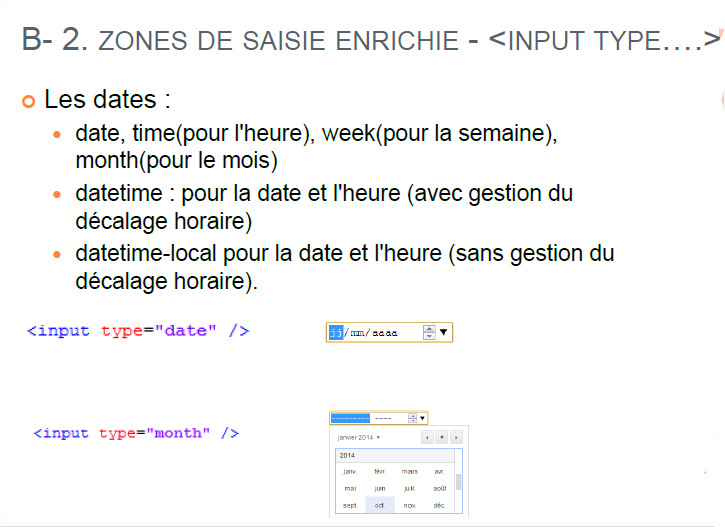 B- 2. ZONES DE SAISIE ENRICHIE - <INPUT TYPE….>
Les dates :
date, time(pour l'heure), week(pour la semaine),
month(pour le mois)
datetime : pour la date et l'heure (avec gestion du
décalage horaire)
datetime-local pour la date et l'heure (sans gestion du
décalage horaire).
<input type="date" />
jj/mm/aaaa
<input type="month" />
--------- ----
janvier 2014
2014
janv. févr. mars avr.
mai juin juil. août
sept. oct. nov. déc.